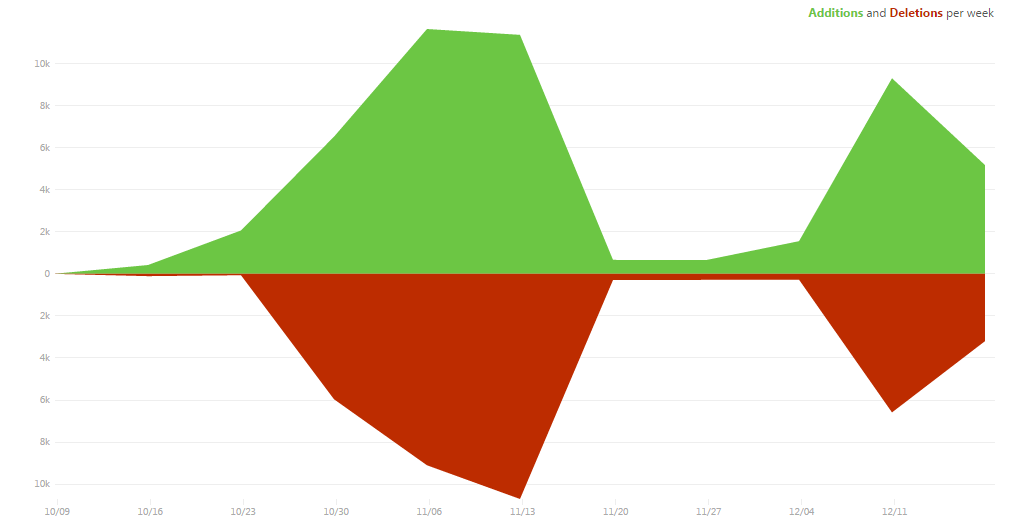 Additions and Deletions per week
10k
8k
6k
4k
2k
0
2k
4k
6k
8k
10k
10/09 10/16 10/23 10/30 11/06 11/13 11/20 11/27 12/04 12/11